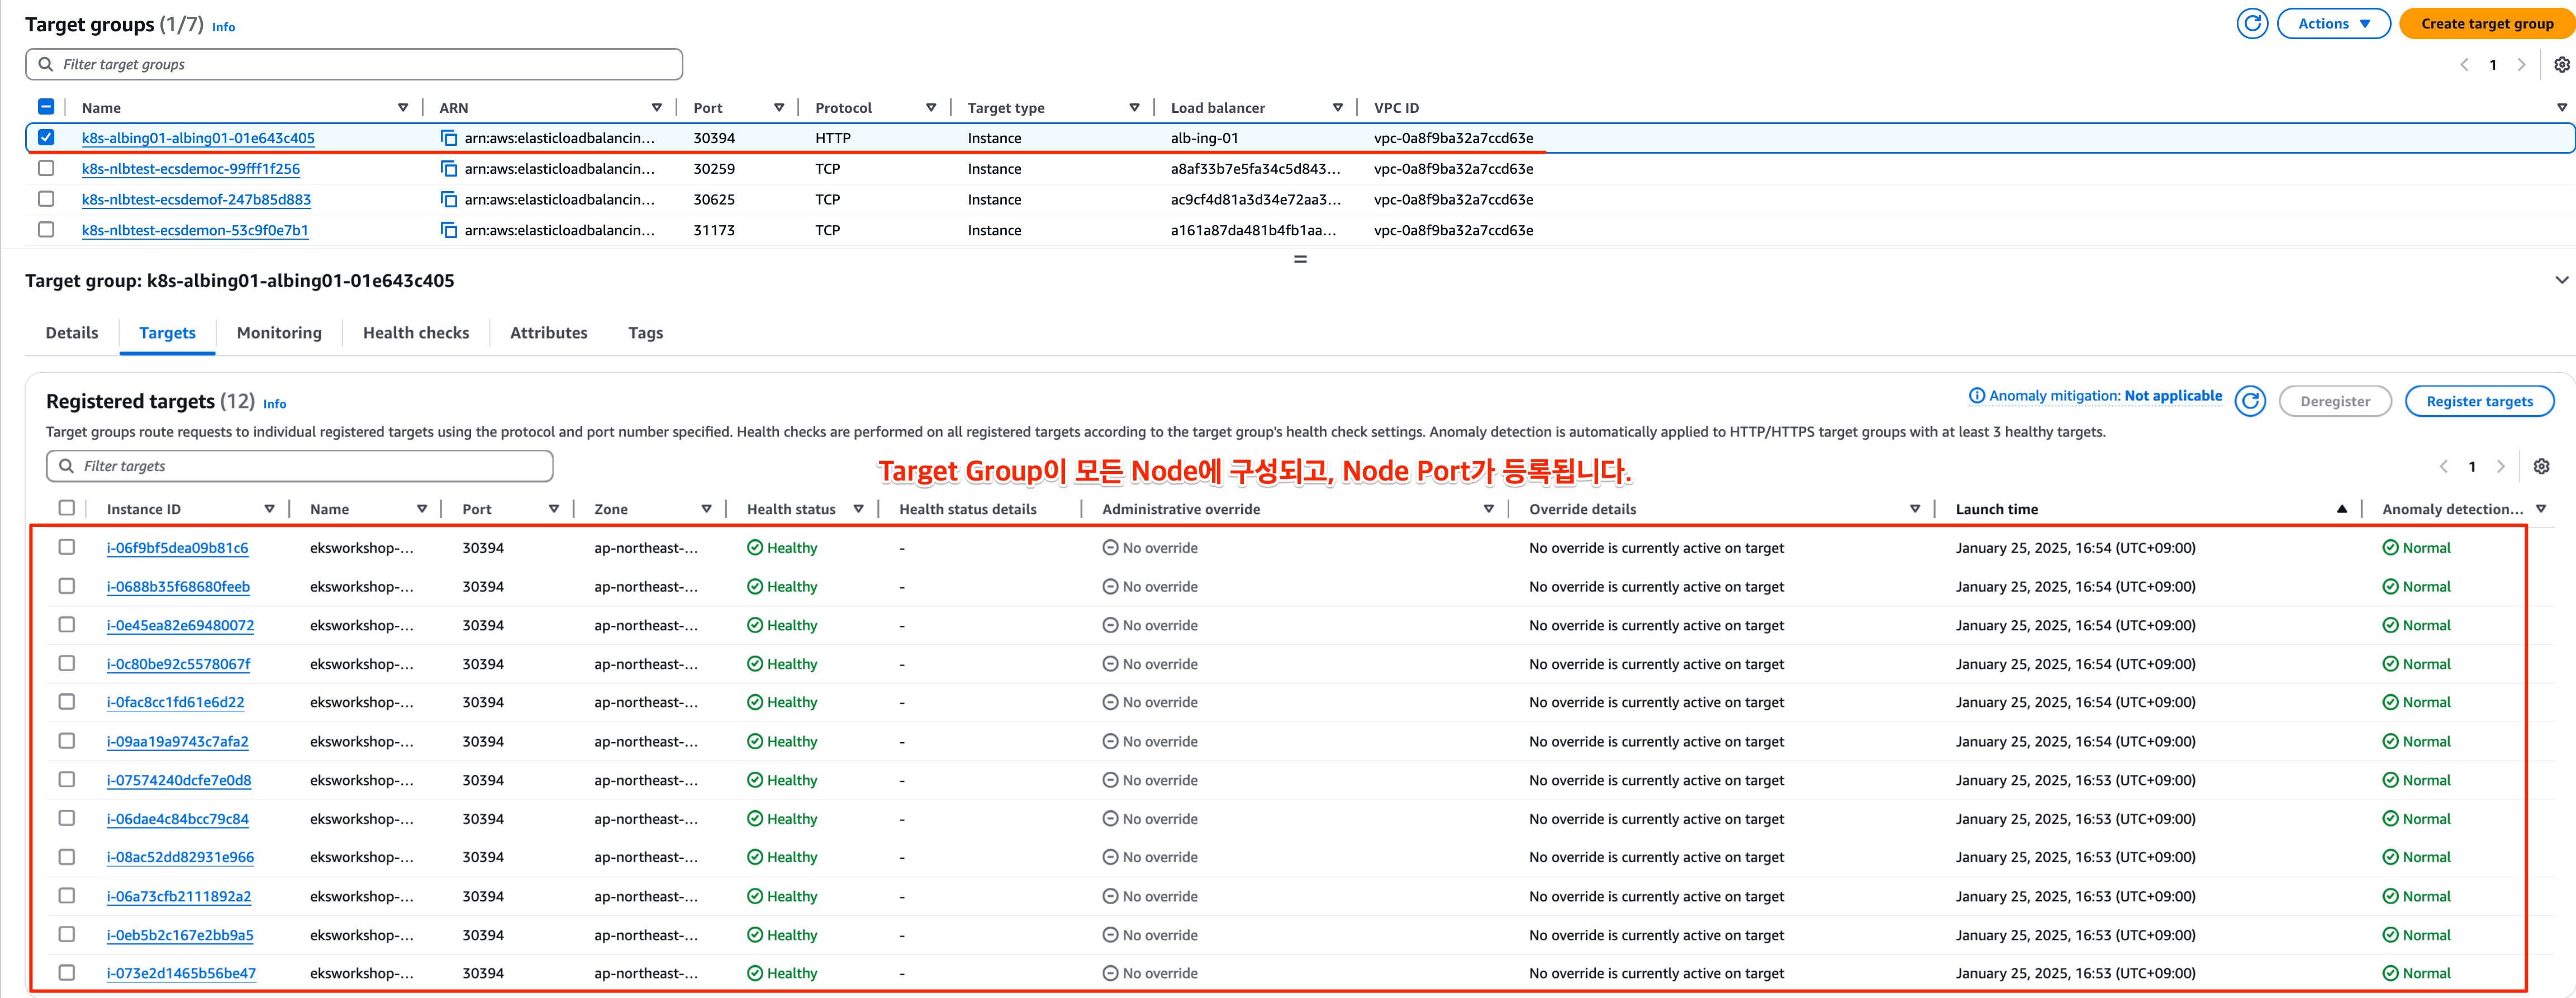 Target groups (1/7) Info
Actions
Create target group
Filter target groups
1
Name ARN Port Protocol Target type Load balancer VPC ID
k8s-albing01-albing01-01e643c405 arn:aws:elasticloadbalancin... 30394 HTTP Instance alb-ing-01 vpc-0a8f9ba32a7ccd63e
k8s-nlbtest-ecsdemoc-99fff1f256 arn:aws:elasticloadbalancin... 30259 TCP Instance a8af33b7e5fa34c5d843... vpc-0a8f9ba32a7ccd63e
k8s-nlbtest-ecsdemof-247b85d883 arn:aws:elasticloadbalancin... 30625 TCP Instance ac9cf4d81a3d34e72aa3... vpc-0a8f9ba32a7ccd63e
k8s-nlbtest-ecsdemon-53c9f0e7b1 arn:aws:elasticloadbalancin... 31173 TCP Instance a161a87da481b4fb1aa... vpc-0a8f9ba32a7ccd63e
Target group: k8s-albing01-albing01-01e643c405
Details Targets Monitoring Health checks Attributes Tags
Registered targets (12) Info
Anomaly mitigation: Not applicable
Deregister
Register targets
Target groups route requests to individual registered targets using the protocol and port number specified. Health checks are performed on all registered targets according to the target group's health check settings. Anomaly detection is automatically applied to HTTP/HTTPS target groups with at least 3 healthy targets.
Filter targets
Target Group이 모든 Node에 구성되고, Node Port가 등록됩니다.
1
Instance ID Name Port Zone Health status Health status details Administrative override Override details Launch time Anomaly detection...
i-06f9bf5dea09b81c6 eksworkshop-... 30394 ap-northeast-... Healthy - No override No override is currently active on target January 25, 2025, 16:54 (UTC+09:00) Normal
i-0688b35f68680feeb eksworkshop-... 30394 ap-northeast-... Healthy - No override No override is currently active on target January 25, 2025, 16:54 (UTC+09:00) Normal
i-0e45ea82e69480072 eksworkshop-... 30394 ap-northeast-... Healthy - No override No override is currently active on target January 25, 2025, 16:54 (UTC+09:00) Normal
i-0c80be92c5578067f eksworkshop-... 30394 ap-northeast-... Healthy - No override No override is currently active on target January 25, 2025, 16:54 (UTC+09:00) Normal
i-0fac8cc1fd61e6d22 eksworkshop-... 30394 ap-northeast-... Healthy - No override No override is currently active on target January 25, 2025, 16:54 (UTC+09:00) Normal
i-09aa19a9743c7afa2 eksworkshop-... 30394 ap-northeast-... Healthy - No override No override is currently active on target January 25, 2025, 16:54 (UTC+09:00) Normal
i-07574240dcfe7e0d8 eksworkshop-... 30394 ap-northeast-... Healthy - No override No override is currently active on target January 25, 2025, 16:53 (UTC+09:00) Normal
i-06dae4c84bcc79c84 eksworkshop-... 30394 ap-northeast-... Healthy - No override No override is currently active on target January 25, 2025, 16:53 (UTC+09:00) Normal
i-08ac52dd82931e966 eksworkshop-... 30394 ap-northeast-... Healthy - No override No override is currently active on target January 25, 2025, 16:53 (UTC+09:00) Normal
i-06a73cfb2111892a2 eksworkshop-... 30394 ap-northeast-... Healthy - No override No override is currently active on target January 25, 2025, 16:53 (UTC+09:00) Normal
i-0eb5b2c167e2bb9a5 eksworkshop-... 30394 ap-northeast-... Healthy - No override No override is currently active on target January 25, 2025, 16:53 (UTC+09:00) Normal
i-073e2d1465b56be47 eksworkshop-... 30394 ap-northeast-... Healthy - No override No override is currently active on target January 25, 2025, 16:53 (UTC+09:00) Normal